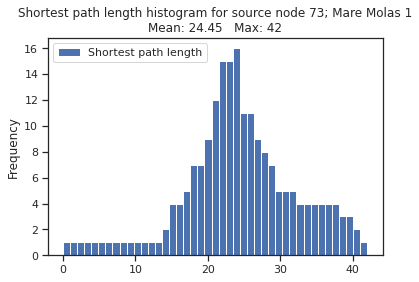 Shortest path length histogram for source node 73; Mare Molas 1
Mean: 24.45   Max: 42
Shortest path length
Frequency
16
14
12
10
8
6
4
2
0
0 10 20 30 40